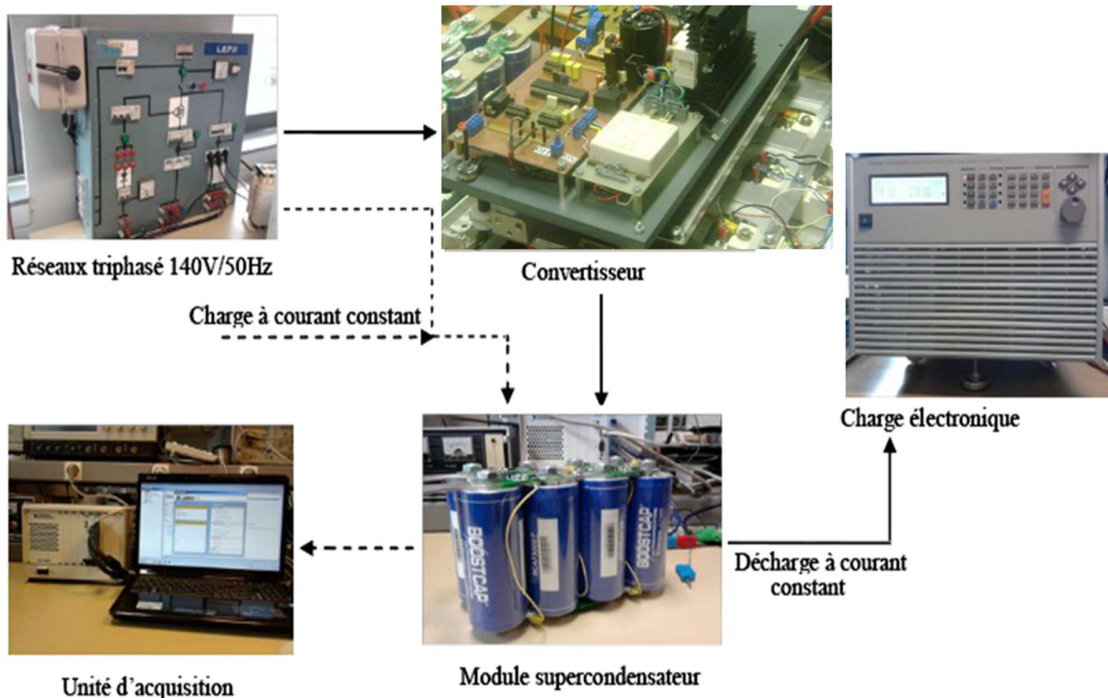 LEPII
Réseaux triphasé 140V/50Hz
Convertisseur
Charge à courant constant
Charge électronique
BOOSTCAP
BOOSTCAP
Décharge à courant
constant
Unité d'acquisition
Module supercondensateur